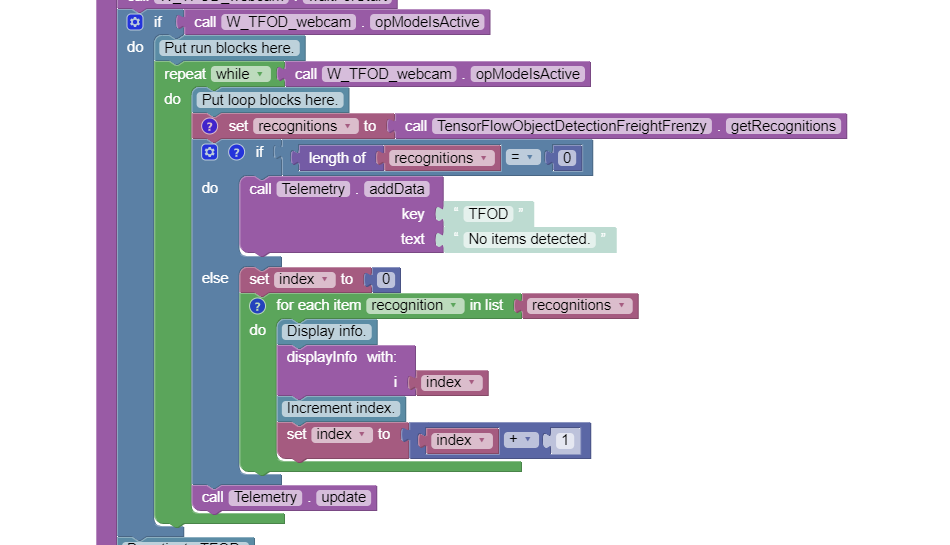 if call W_TFOD_webcam . opModeIsActive
do Put run blocks here.
repeat while call W_TFOD_webcam . opModeIsActive
do Put loop blocks here.
? set recognitions to call TensorFlowObjectDetectionFreightFrenzy . getRecognitions
? if length of recognitions = 0
do call Telemetry . addData
key “ TFOD ”
text “ No items detected. ”
else set index to 0
? for each item recognition in list recognitions
do Display info.
displayInfo with:
i index
Increment index.
set index to index + 1
call Telemetry . update